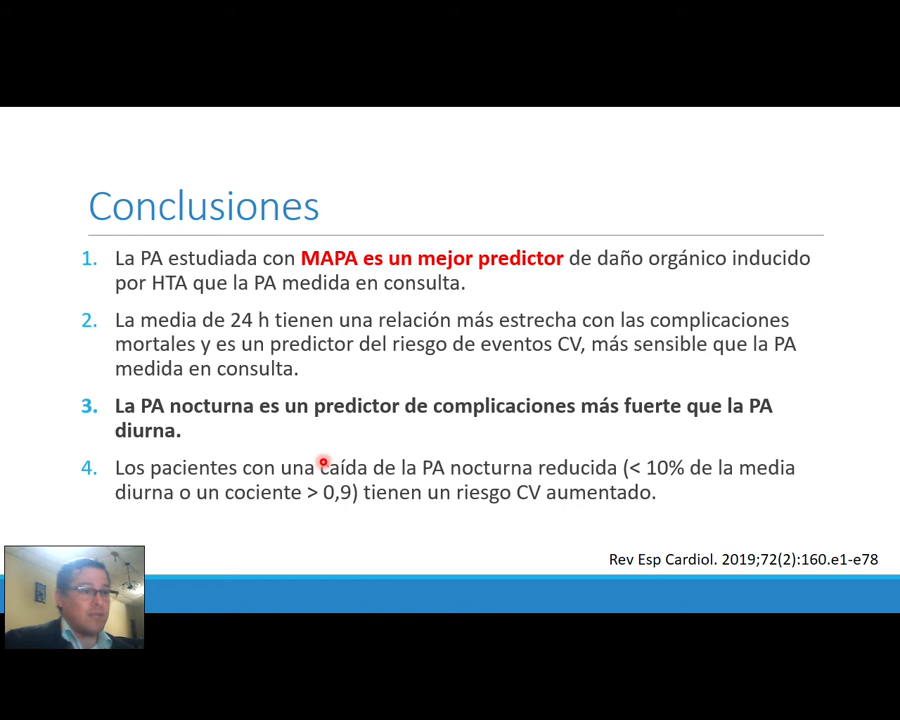 Conclusiones
1. La PA estudiada con MAPA es un mejor predictor de daño orgánico inducido
por HTA que la PA medida en consulta.
2. La media de 24 h tienen una relación más estrecha con las complicaciones
mortales y es un predictor del riesgo de eventos CV, más sensible que la PA
medida en consulta.
3. La PA nocturna es un predictor de complicaciones más fuerte que la PA
diurna.
4. Los pacientes con una caída de la PA nocturna reducida (< 10% de la media
diurna o un cociente > 0,9) tienen un riesgo CV aumentado.
Rev Esp Cardiol. 2019;72(2):160.e1-e78